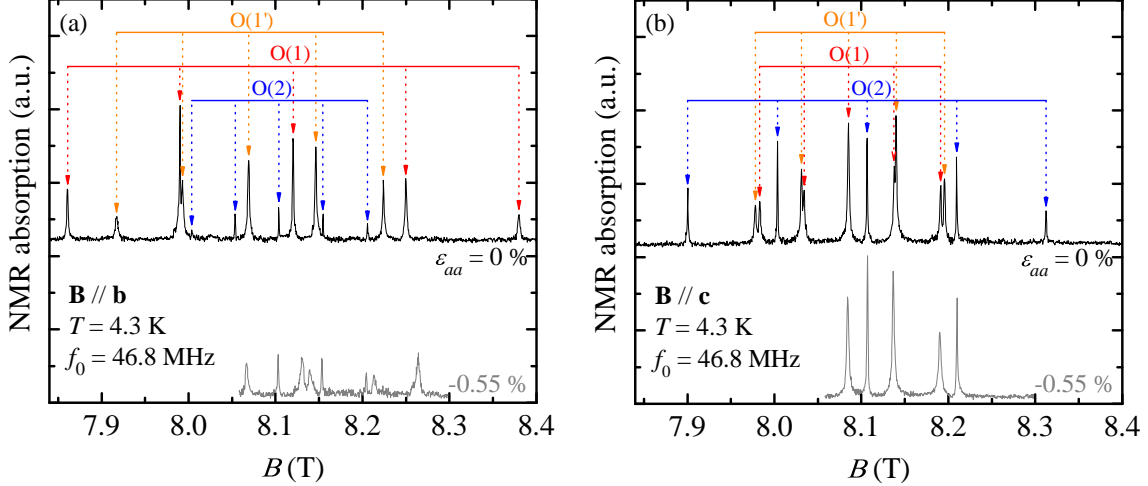 (a)
O(1')
O(1)
O(2)
NMR absorption (a.u.)
ε_aa = 0 %
B // b
T = 4.3 K
f_0 = 46.8 MHz
-0.55 %
7.9 8.0 8.1 8.2 8.3 8.4
B (T)
(b)
O(1')
O(1)
O(2)
NMR absorption (a.u.)
ε_aa = 0 %
B // c
T = 4.3 K
f_0 = 46.8 MHz
-0.55 %
7.9 8.0 8.1 8.2 8.3 8.4
B (T)